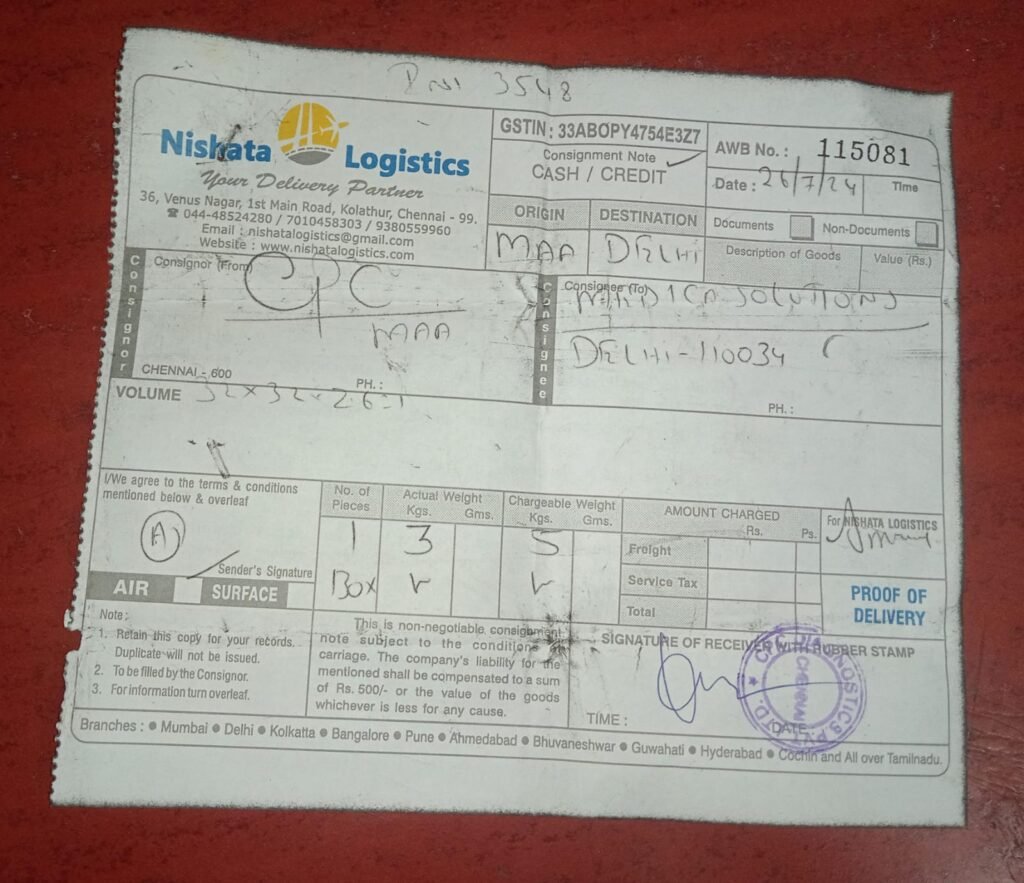 3548
Nishata Logistics
Your Delivery Partner
36, Venus Nagar, 1st Main Road, Kolathur, Chennai - 99.
☎ 044-48524280 / 7010458303 / 9380559960
Email : nishatalogistics@gmail.com
Website : www.nishatalogistics.com
GSTIN : 33ABOPY4754E3Z7
Consignment Note ✓
CASH / CREDIT
AWB No. : 115081
Date : 26/7/24 Time
ORIGIN DESTINATION
MAA DELHI
Documents Non-Documents
Description of Goods Value (Rs.)
Consignor
Consignor (From)
CPC
MAA
CHENNAI - 600 PH. :
Consignee
Consignee (To)
SOLUTIONS
DELHI-110034
PH. :
VOLUME 32×32×26=1
I/We agree to the terms & conditions
mentioned below & overleaf
A
Sender's Signature
AIR SURFACE
No. of Pieces
1
Box
Actual Weight
Kgs. Gms.
3
Chargeable Weight
Kgs. Gms.
5
AMOUNT CHARGED
Rs. Ps.
Freight
Service Tax
Total
For NISHATA LOGISTICS
PROOF OF
DELIVERY
Note :
1. Retain this copy for your records.
Duplicate will not be issued.
2. To be filled by the Consignor.
3. For information turn overleaf.
This is non-negotiable, consignment
note subject to the conditions of
carriage. The company's liability for the
mentioned shall be compensated to a sum
of Rs. 500/- or the value of the goods
whichever is less for any cause.
SIGNATURE OF RECEIVER WITH RUBBER STAMP
CHENNAI
TIME : DATE
Branches : ● Mumbai ● Delhi ● Kolkatta ● Bangalore ● Pune ● Ahmedabad ● Bhuvaneshwar ● Guwahati ● Hyderabad ● Cochin and All over Tamilnadu.